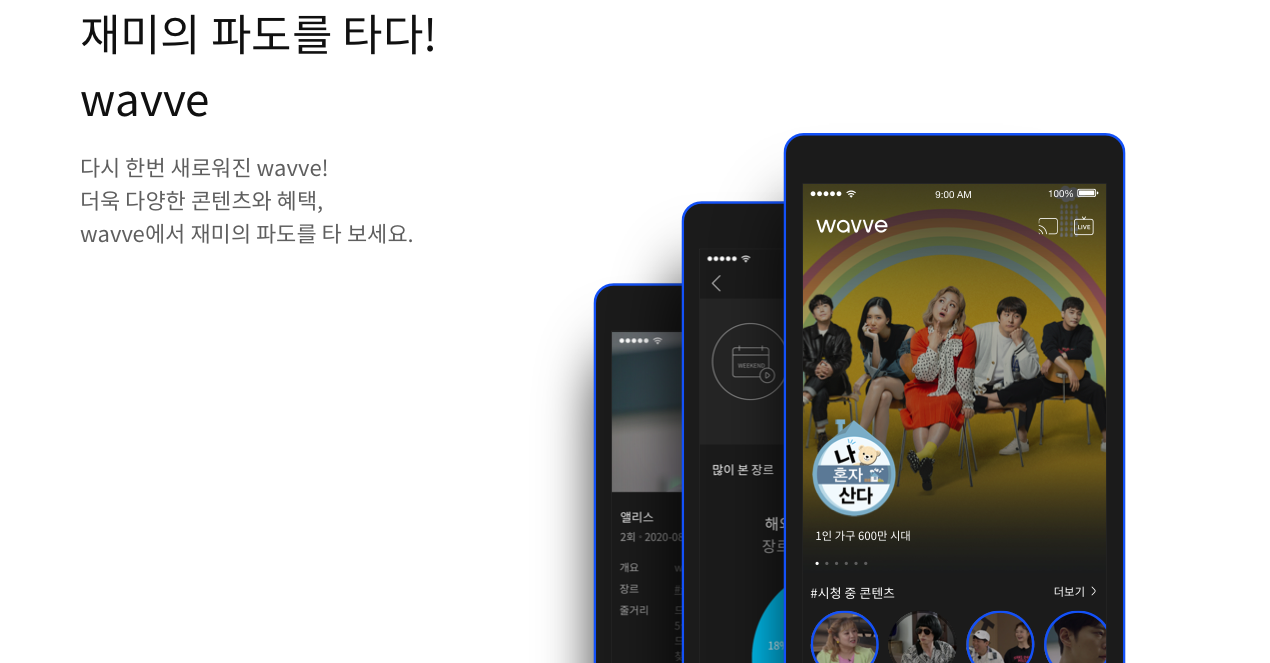 재미의 파도를 타다!
wavve
다시 한번 새로워진 wavve!
더욱 다양한 콘텐츠와 혜택,
wavve에서 재미의 파도를 타 보세요.
9:00 AM
100%
wavve
LIVE
나
혼자
산다
1인 가구 600만 시대
#시청 중 콘텐츠
더보기
WEEKEND
많이 본 장르
18%
앨리스
2회 · 2020-08
개요
장르
줄거리